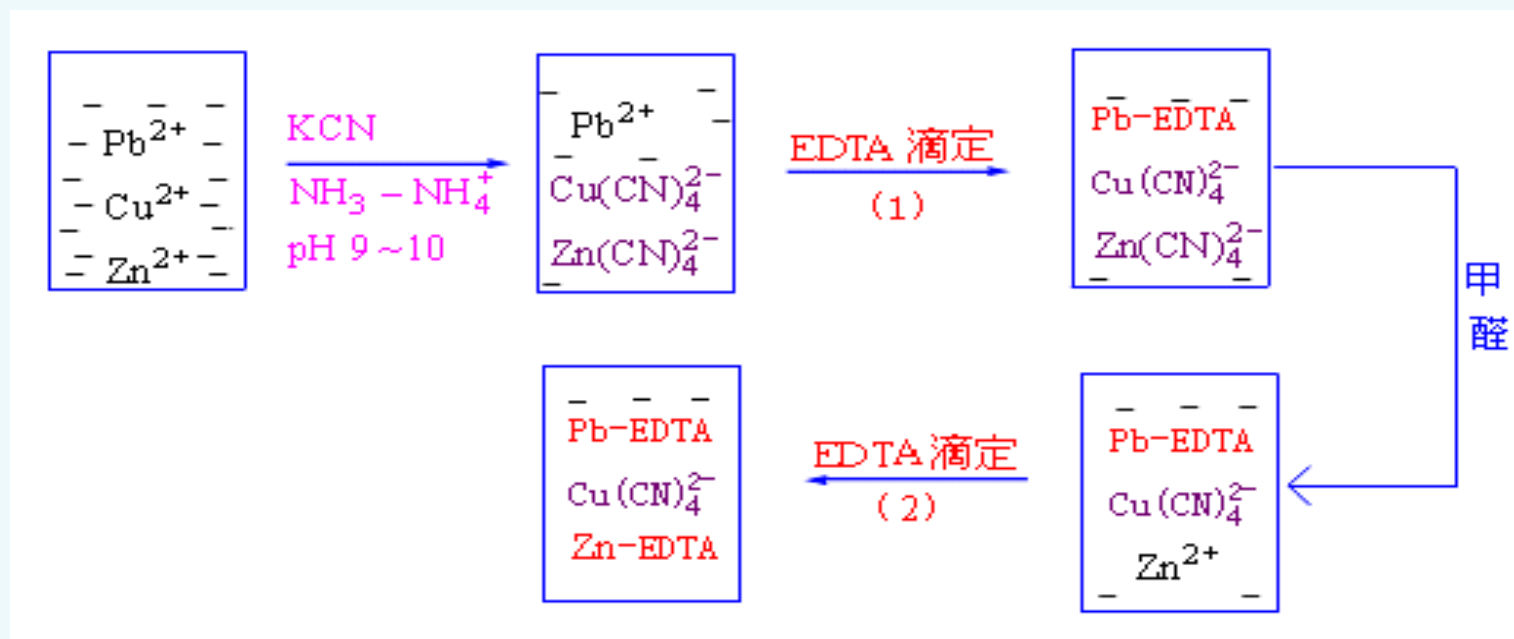 Pb²⁺
Cu²⁺
Zn²⁺
KCN
NH₃ − NH₄⁺
pH 9~10
Pb²⁺
Cu(CN)₄²⁻
Zn(CN)₄²⁻
EDTA 滴定
(1)
Pb-EDTA
Cu(CN)₄²⁻
Zn(CN)₄²⁻
甲
醛
Pb-EDTA
Cu(CN)₄²⁻
Zn²⁺
EDTA 滴定
(2)
Pb-EDTA
Cu(CN)₄²⁻
Zn-EDTA